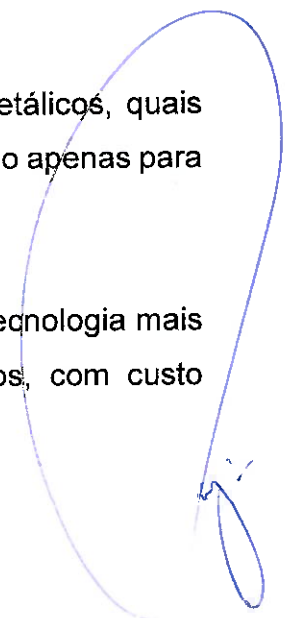 etálicos, quais
o apenas para
ecnologia mais
os, com custo